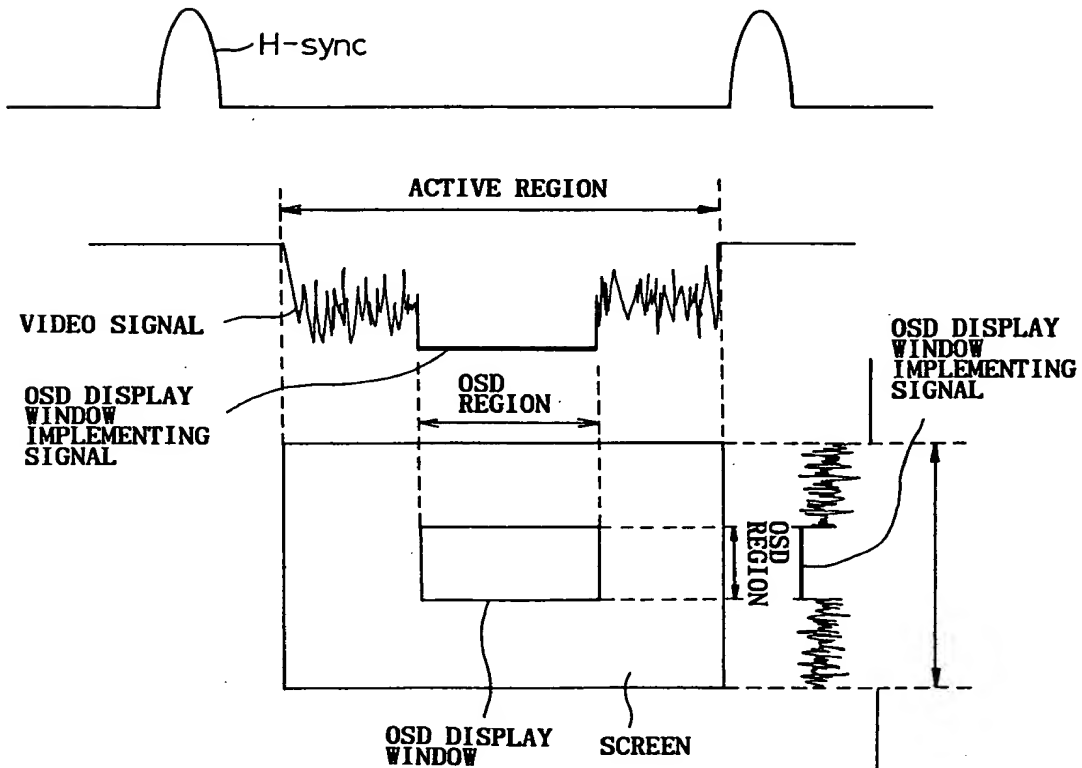 H-sync
ACTIVE REGION
VIDEO SIGNAL
OSD DISPLAY
WINDOW
IMPLEMENTING
SIGNAL
OSD
REGION
OSD DISPLAY
WINDOW
IMPLEMENTING
SIGNAL
OSD
REGION
OSD DISPLAY
WINDOW
SCREEN